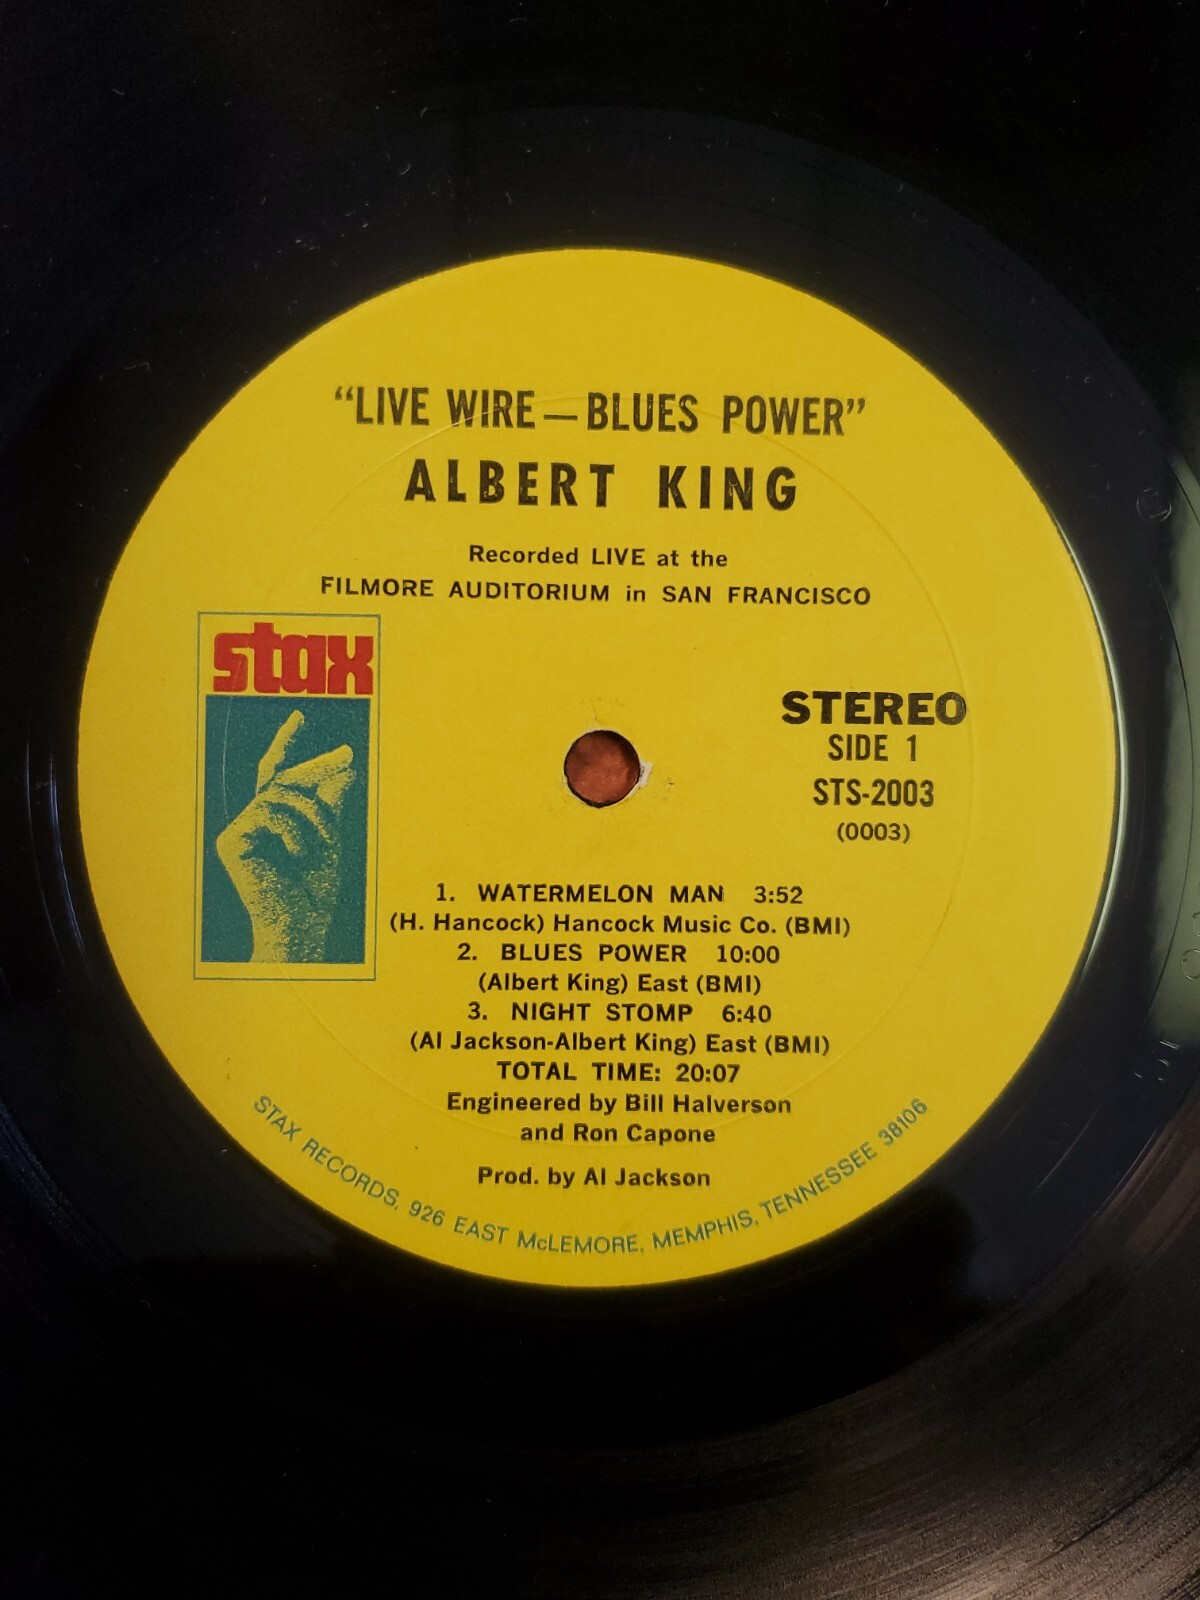 “LIVE WIRE — BLUES POWER”
ALBERT KING
Recorded LIVE at the
FILMORE AUDITORIUM in SAN FRANCISCO
stax
STEREO
SIDE 1
STS-2003
(0003)
1. WATERMELON MAN 3:52
(H. Hancock) Hancock Music Co. (BMI)
2. BLUES POWER 10:00
(Albert King) East (BMI)
3. NIGHT STOMP 6:40
(Al Jackson-Albert King) East (BMI)
TOTAL TIME: 20:07
Engineered by Bill Halverson
and Ron Capone
Prod. by Al Jackson
STAX RECORDS, 926 EAST McLEMORE, MEMPHIS, TENNESSEE 38106